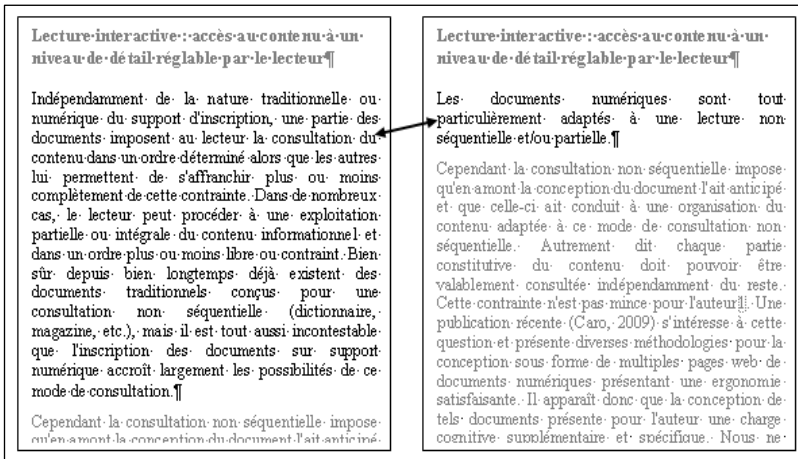 Lecture·interactive·:·accès·au·contenu·à·un·
niveau·de·détail·réglable·par·le·lecteur¶
Indépendamment· de· la· nature· traditionnelle· ou·
numérique· du· support· d'inscription,· une· partie· des·
documents· imposent· au· lecteur· la· consultation· du·
contenu·dans·un·ordre·déterminé·alors·que·les·autres·
lui· permettent· de· s'affranchir· plus· ou· moins·
complètement·de·cette·contrainte.·Dans·de·nombreux·
cas,· le· lecteur· peut· procéder· à· une· exploitation·
partielle· ou· intégrale· du· contenu· informationnel· et·
dans·un·ordre·plus·ou·moins·libre·ou·contraint.·Bien·
sûr· depuis· bien· longtemps· déjà· existent· des·
documents· traditionnels· conçus· pour· une·
consultation· non· séquentielle· (dictionnaire,·
magazine,·etc.),·mais·il·est·tout·aussi·incontestable·
que· l'inscription· des· documents· sur· support·
numérique· accroît· largement· les· possibilités· de· ce·
mode·de·consultation.¶
Cependant· la· consultation· non· séquentielle· impose·
qu'en·amont·la·conception·du·document·l'ait·anticipé·
Lecture·interactive·:·accès·au·contenu·à·un·
niveau·de·détail·réglable·par·le·lecteur¶
Les· documents· numériques· sont· tout·
particulièrement· adaptés· à· une· lecture· non·
séquentielle·et/ou·partielle.¶
Cependant·la·consultation·non·séquentielle·impose·
qu'en·amont·la·conception·du·document·l'ait·anticipé·
et· que· celle-ci· ait· conduit· à· une· organisation· du·
contenu· adaptée· à· ce· mode· de· consultation· non·
séquentielle.· Autrement· dit· chaque· partie·
constitutive· du· contenu· doit· pouvoir· être·
valablement· consultée· indépendamment· du· reste.·
Cette·contrainte·n'est·pas·mince·pour·l'auteur1.·Une·
publication·récente·(Caro,·2009)·s'intéresse·à·cette·
question·et·présente·diverses·méthodologies·pour·la·
conception·sous·forme·de·multiples·pages·web·de·
documents· numériques· présentant· une· ergonomie·
satisfaisante.· Il· apparaît· donc· que· la· conception· de·
tels· documents· présente· pour· l'auteur· une· charge·
cognitive· supplémentaire· et· spécifique.· Nous· ne·